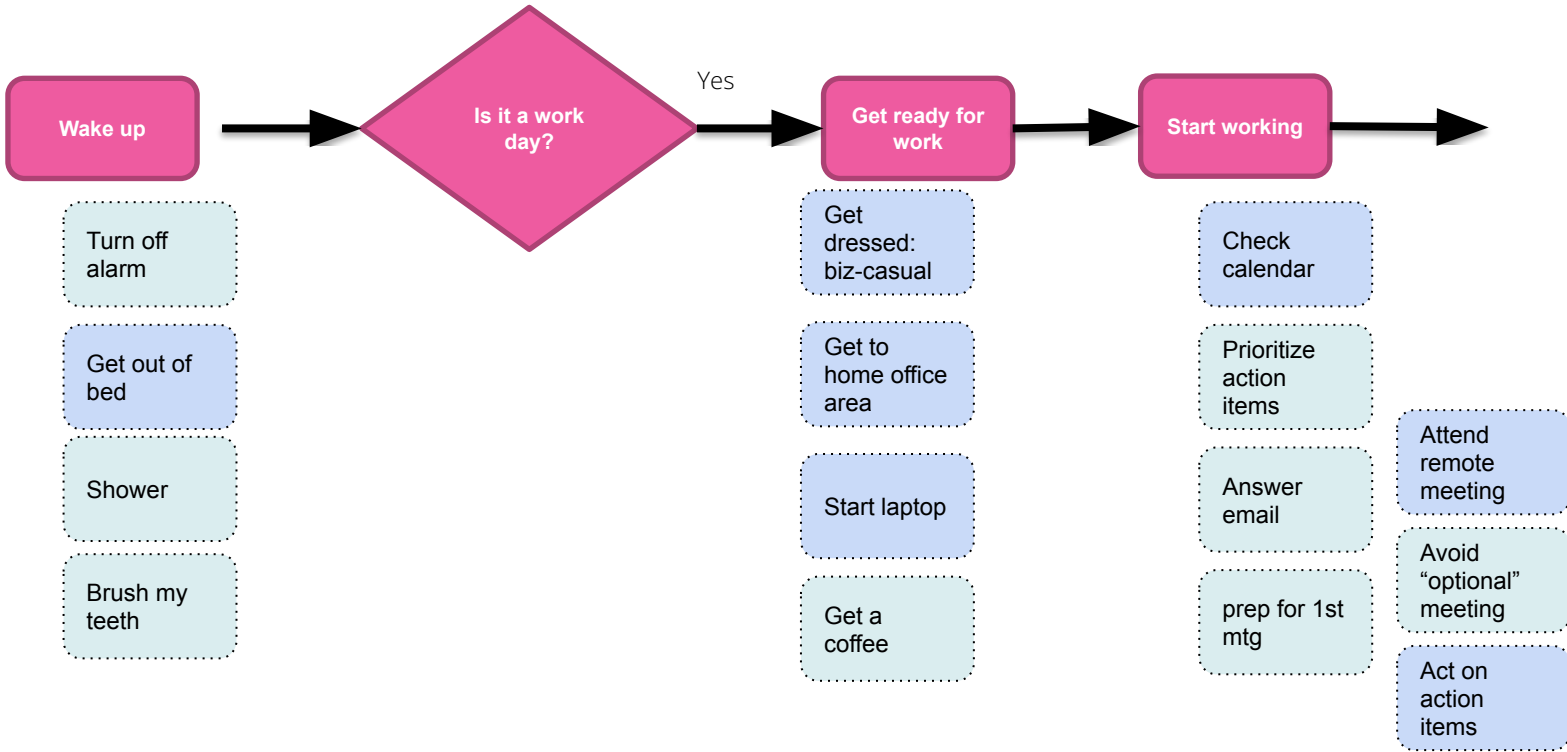 Wake up
Is it a work
day?
Yes
Get ready for
work
Start working
Turn off
alarm
Get out of
bed
Shower
Brush my
teeth
Get
dressed:
biz-casual
Get to
home office
area
Start laptop
Get a
coffee
Check
calendar
Prioritize
action
items
Answer
email
prep for 1st
mtg
Attend
remote
meeting
Avoid
“optional”
meeting
Act on
action
items